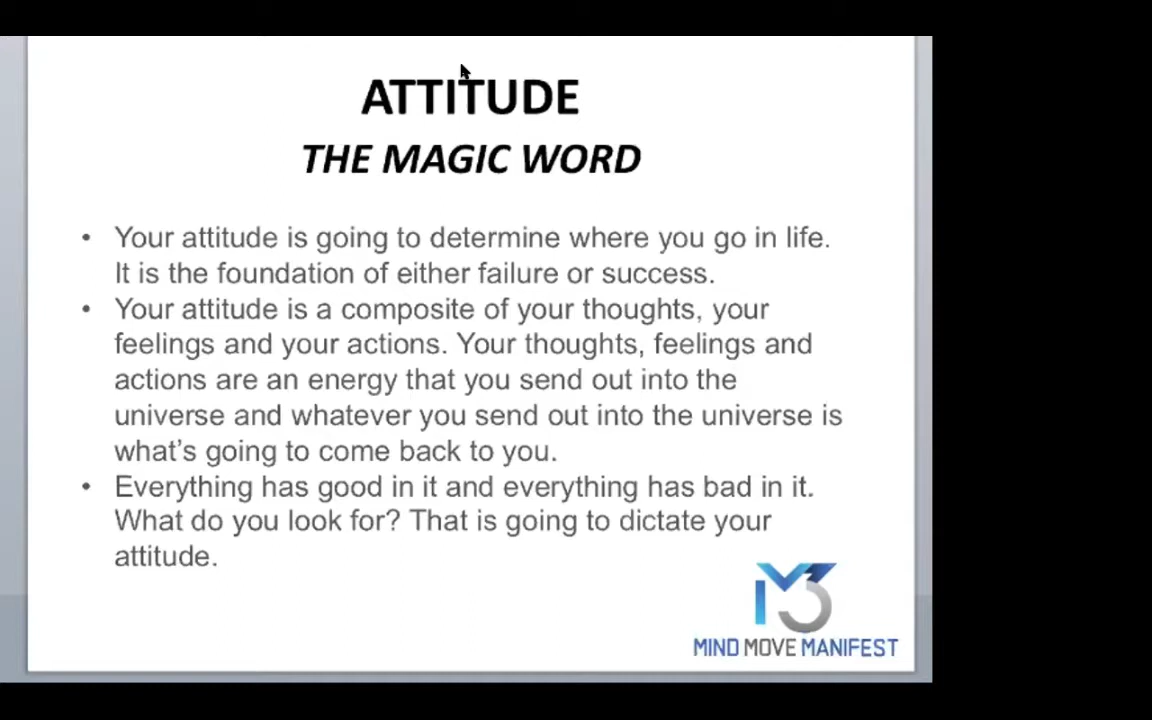 ATTITUDE
THE MAGIC WORD
• Your attitude is going to determine where you go in life.
It is the foundation of either failure or success.
• Your attitude is a composite of your thoughts, your
feelings and your actions. Your thoughts, feelings and
actions are an energy that you send out into the
universe and whatever you send out into the universe is
what's going to come back to you.
• Everything has good in it and everything has bad in it.
What do you look for? That is going to dictate your
attitude.
M3
MIND MOVE MANIFEST